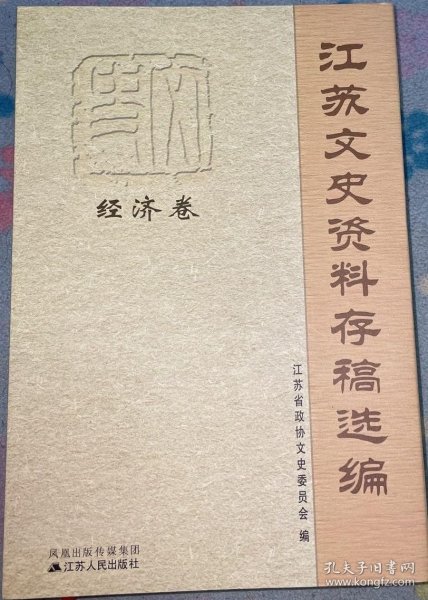 江苏文史资料存稿选编
文史
经济卷
江苏省政协文史委员会 编
凤凰出版传媒集团
江苏人民出版社
孔夫子旧书网
www.kongfz.com